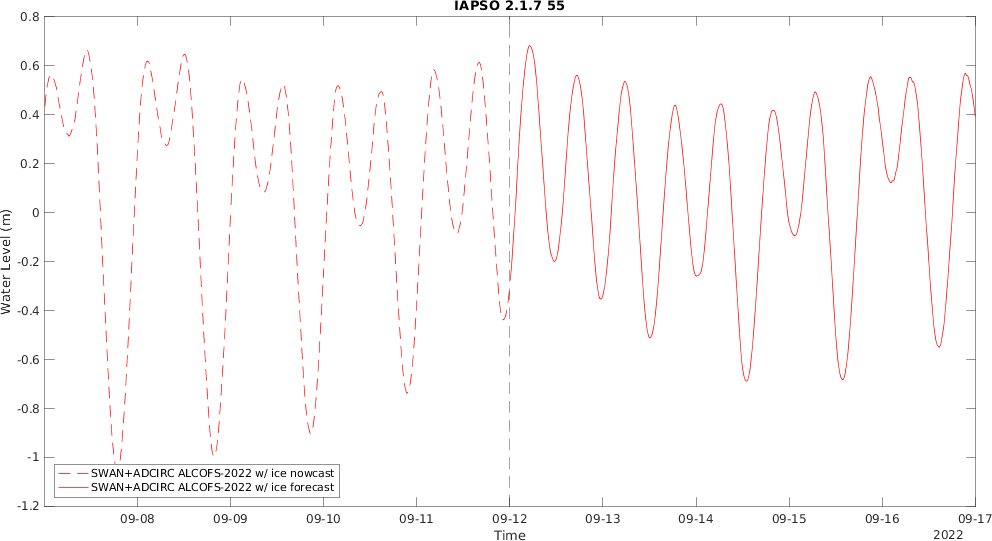 IAPSO 2.1.7 55
0.8
0.6
0.4
0.2
0
-0.2
-0.4
-0.6
-0.8
-1
-1.2
Water Level (m)
SWAN+ADCIRC ALCOFS-2022 w/ ice nowcast
SWAN+ADCIRC ALCOFS-2022 w/ ice forecast
09-08 09-09 09-10 09-11 09-12 09-13 09-14 09-15 09-16 09-17
Time
2022